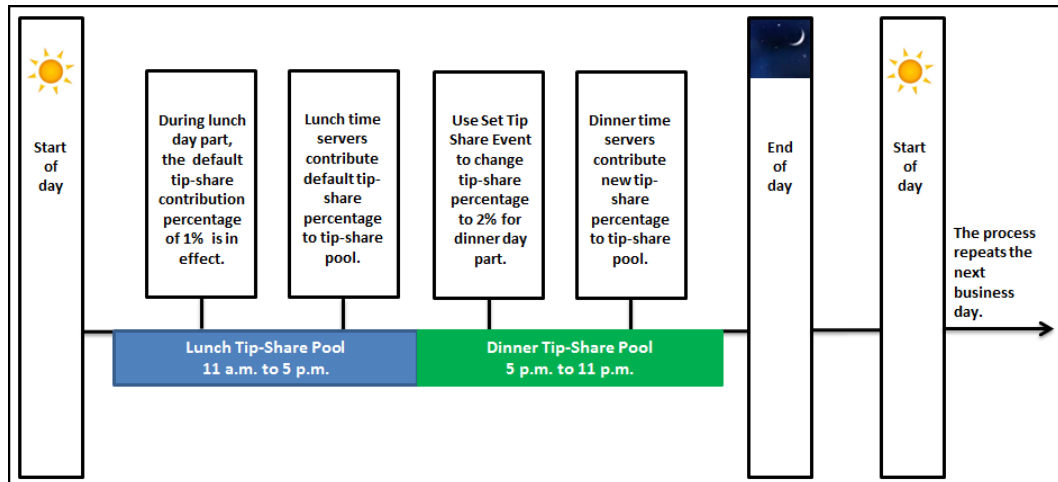 Start
of
day
During lunch
day part,
the default
tip-share
contribution
percentage
of 1% is in
effect.
Lunch time
servers
contribute
default tip-
share
percentage
to tip-share
pool.
Use Set Tip
Share Event
to change
tip-share
percentage
to 2% for
dinner day
part.
Dinner time
servers
contribute
new tip-
share
percentage
to tip-share
pool.
End
of
day
Start
of
day
The process
repeats the
next
business
day.
Lunch Tip-Share Pool
11 a.m. to 5 p.m.
Dinner Tip-Share Pool
5 p.m. to 11 p.m.